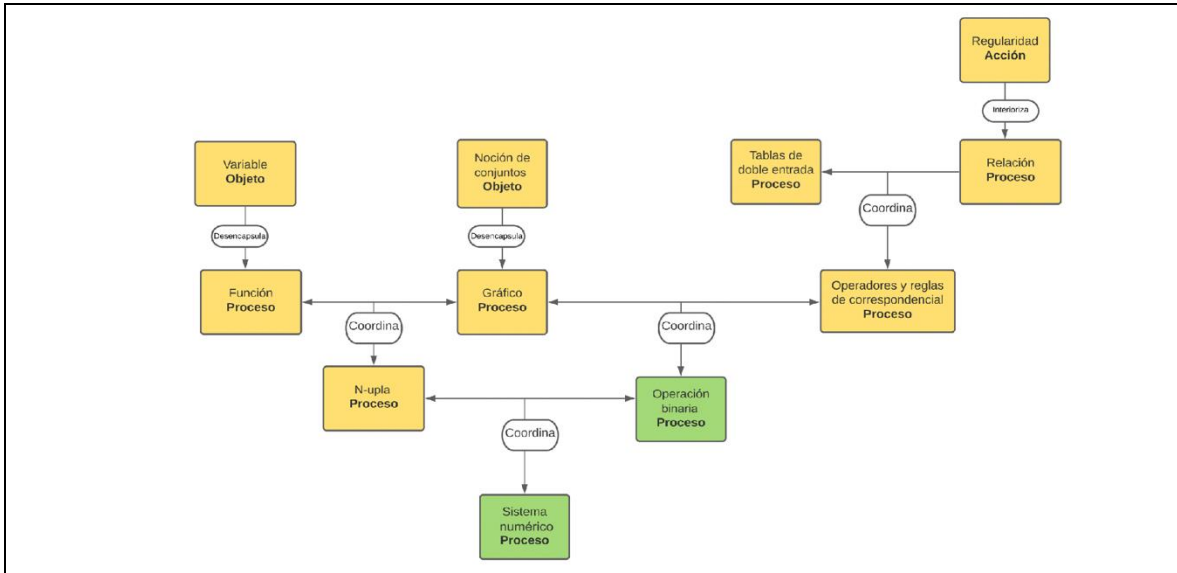 Regularidad
Acción
Interioriza
Variable
Objeto
Noción de
conjuntos
Objeto
Tablas de
doble entrada
Proceso
Relación
Proceso
Coordina
Desencapsula
Desencapsula
Función
Proceso
Gráfico
Proceso
Operadores y reglas
de correspondencial
Proceso
Coordina
Coordina
N-upla
Proceso
Operación
binaria
Proceso
Coordina
Sistema
numérico
Proceso